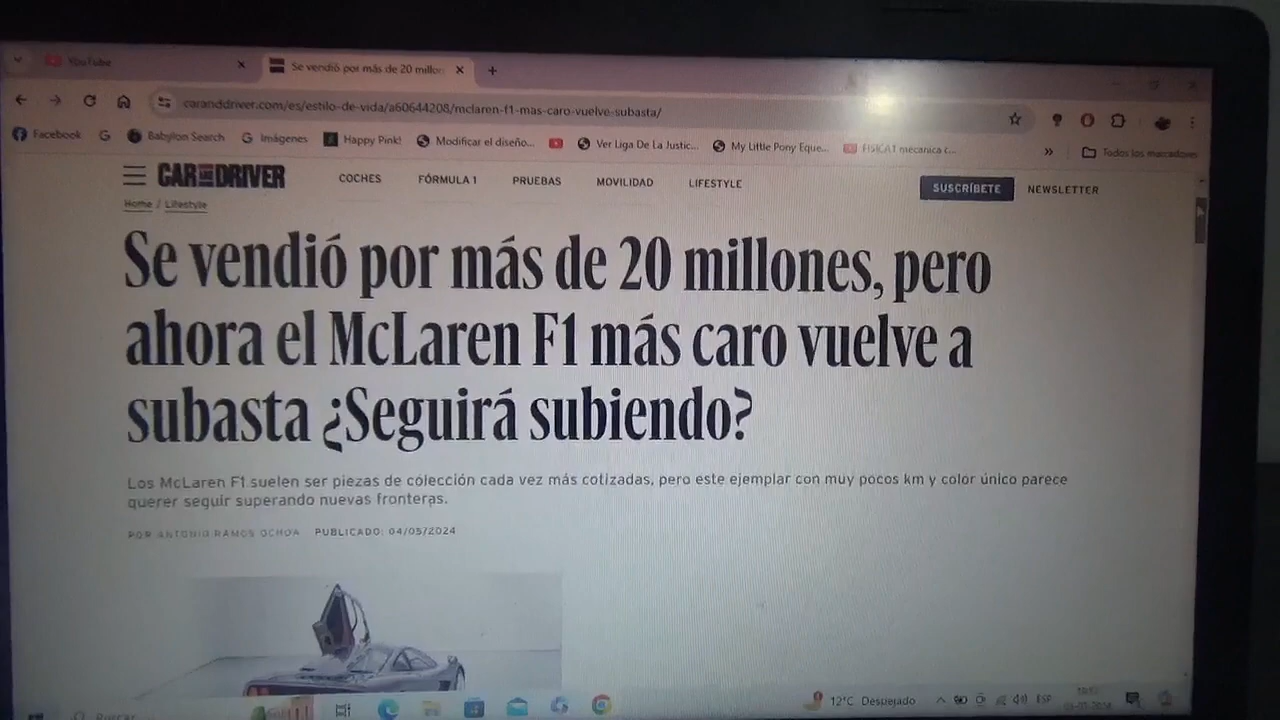 YouTube
Se vendió por más de 20 millon
caranddriver.com/es/estilo-de-vida/a60644208/mclaren-f1-mas-caro-vuelve-subasta/
Facebook G Babylon Search Imágenes Happy Pink! Modificar el diseño... Ver Liga De La Justic... My Little Pony Eque... FISICA1 mecanica c... » Todos los marcadores
CAR AND DRIVER COCHES FÓRMULA 1 PRUEBAS MOVILIDAD LIFESTYLE SUSCRÍBETE NEWSLETTER
Home / Lifestyle
Se vendió por más de 20 millones, pero
ahora el McLaren F1 más caro vuelve a
subasta ¿Seguirá subiendo?
Los McLaren F1 suelen ser piezas de colección cada vez más cotizadas, pero este ejemplar con muy pocos km y color único parece
querer seguir superando nuevas fronteras.
POR ANTONIO RAMOS OCHOA PUBLICADO: 04/05/2024
Buscar 12°C Despejado ESP